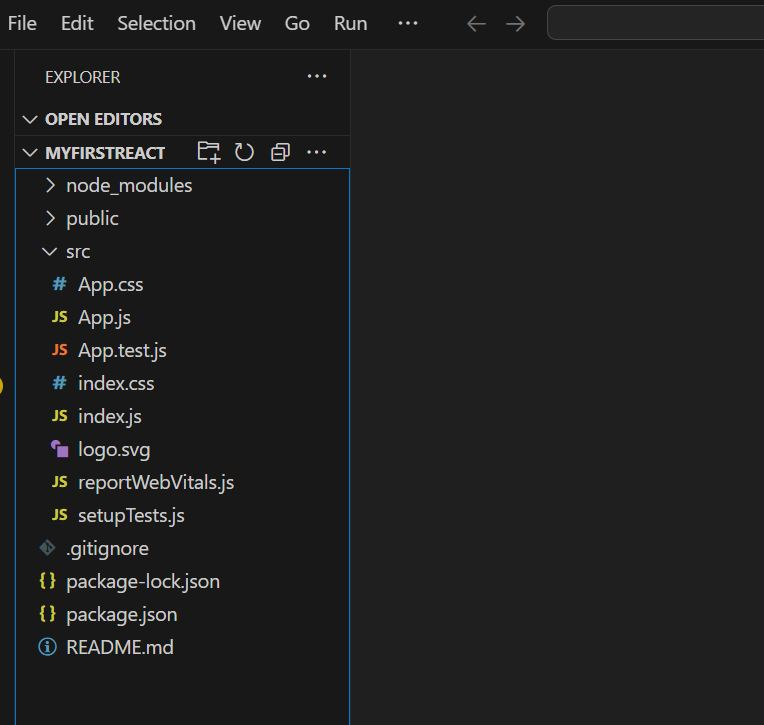 File Edit Selection View Go Run ...
EXPLORER ...
OPEN EDITORS
MYFIRSTREACT ...
node_modules
public
src
# App.css
JS App.js
JS App.test.js
# index.css
JS index.js
logo.svg
JS reportWebVitals.js
JS setupTests.js
.gitignore
{} package-lock.json
{} package.json
README.md